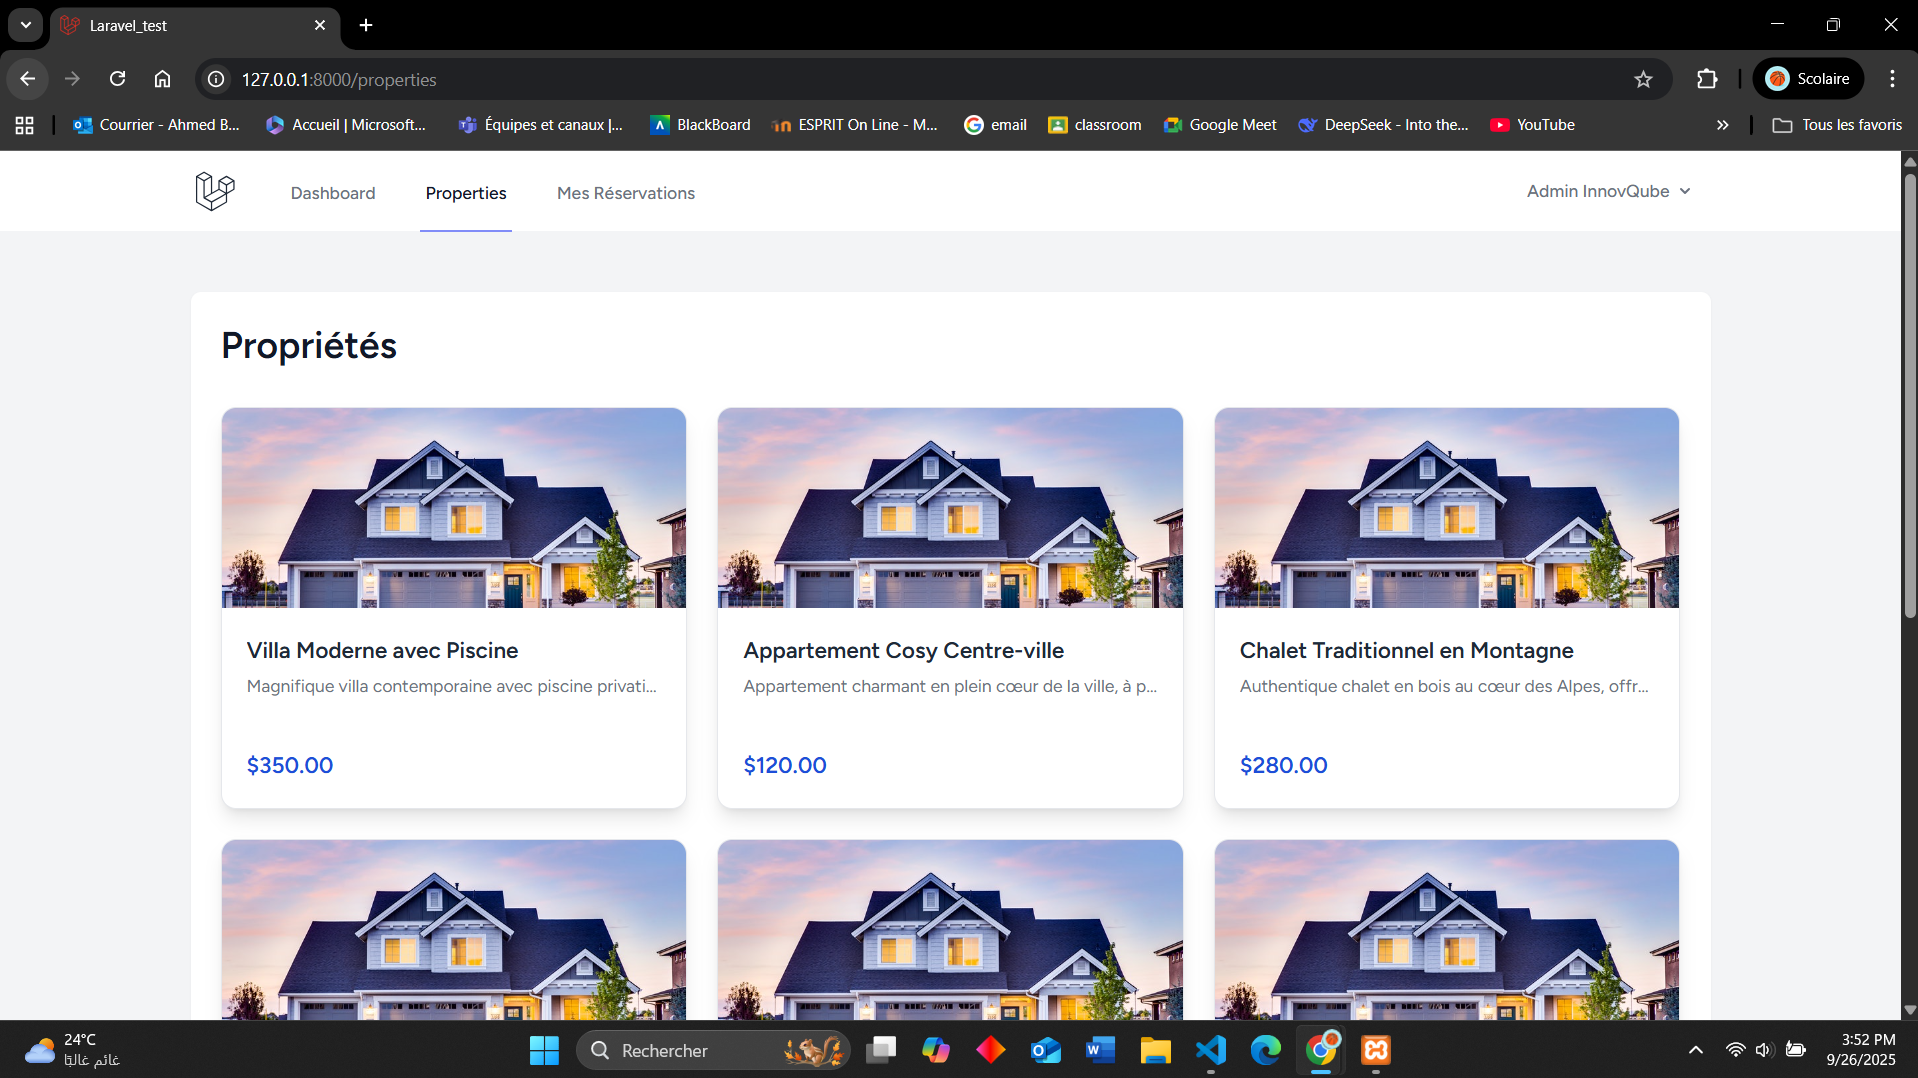 Laravel_test
127.0.0.1:8000/properties
Scolaire
Courrier - Ahmed B...
Accueil | Microsoft...
Équipes et canaux |...
BlackBoard
ESPRIT On Line - M...
email
classroom
Google Meet
DeepSeek - Into the...
YouTube
Tous les favoris
Dashboard
Properties
Mes Réservations
Admin InnovQube
Propriétés
Villa Moderne avec Piscine
Magnifique villa contemporaine avec piscine privati...
$350.00
Appartement Cosy Centre-ville
Appartement charmant en plein cœur de la ville, à p...
$120.00
Chalet Traditionnel en Montagne
Authentique chalet en bois au cœur des Alpes, offr...
$280.00
24°C
غائم غالبًا
Rechercher
3:52 PM
9/26/2025